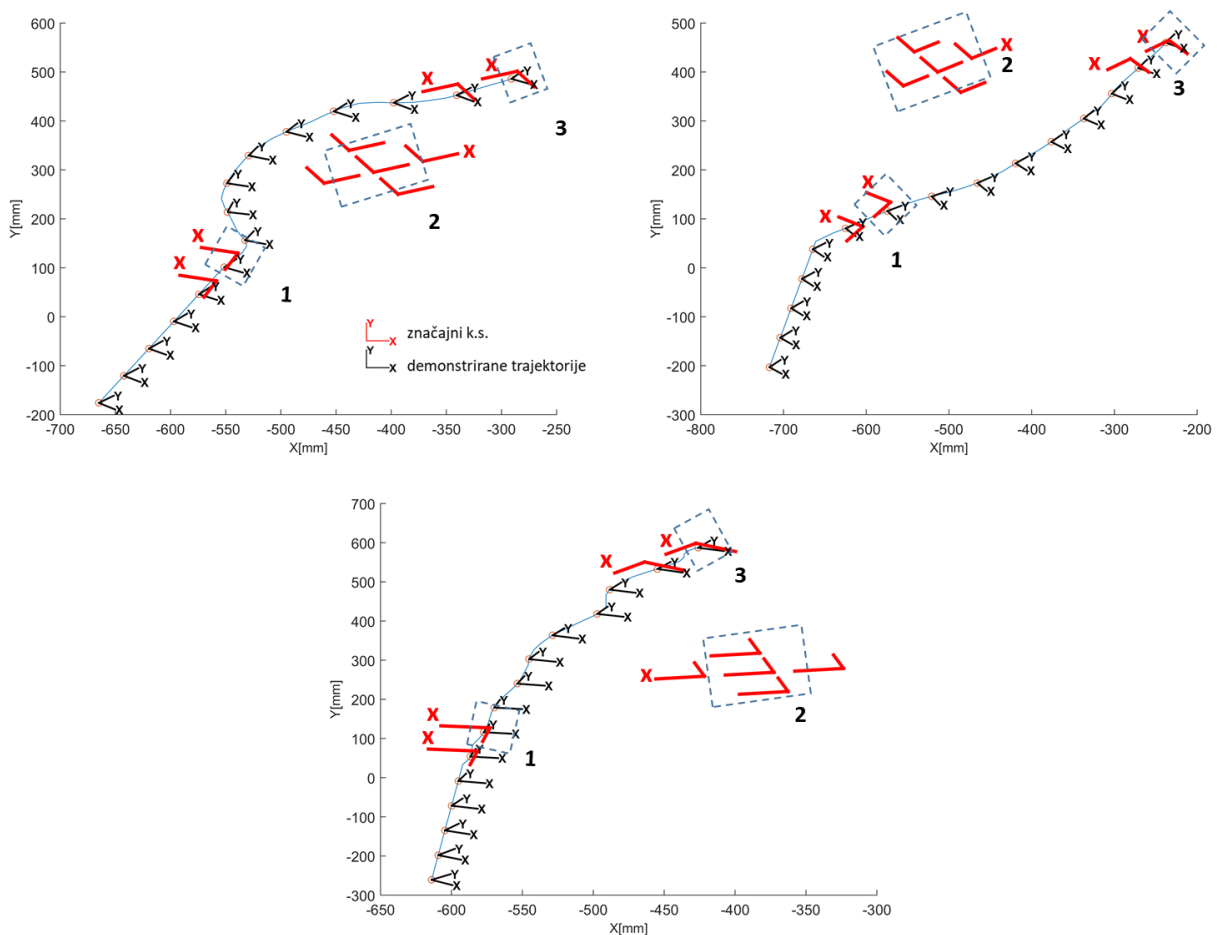 600
500
400
300
200
100
0
-100
-200
Y[mm]
-700
-650
-600
-550
-500
-450
-400
-350
-300
-250
X[mm]
X
X
3
X
2
X
X
1
Y
X
značajni k.s.
Y
X
demonstrirane trajektorije
500
400
300
200
100
0
-100
-200
-300
Y[mm]
-800
-700
-600
-500
-400
-300
-200
X[mm]
X
2
X
X
3
X
X
1
700
600
500
400
300
200
100
0
-100
-200
-300
Y[mm]
-650
-600
-550
-500
-450
-400
-350
-300
X[mm]
X
X
3
X
2
X
X
1